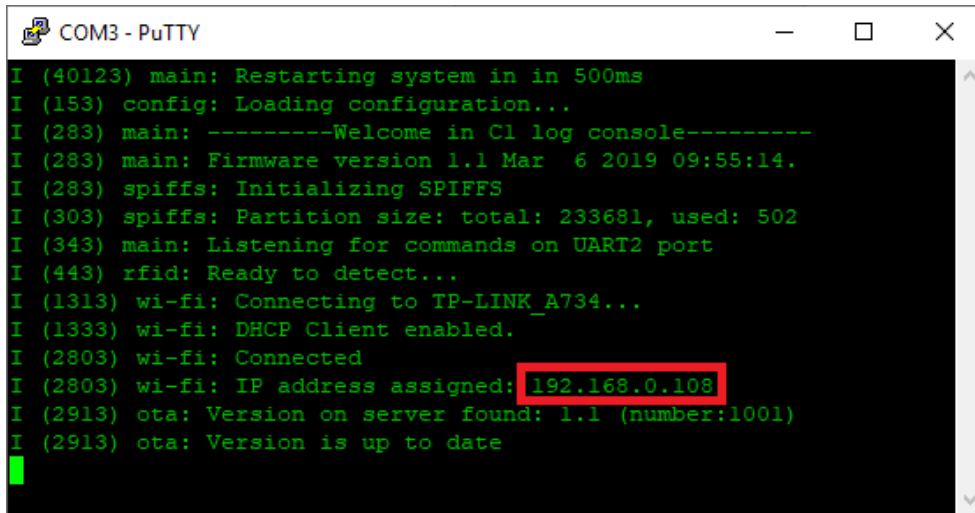 COM3 - PuTTY
I (40123) main: Restarting system in in 500ms
I (153) config: Loading configuration...
I (283) main: ---------Welcome in C1 log console---------
I (283) main: Firmware version 1.1 Mar  6 2019 09:55:14.
I (283) spiffs: Initializing SPIFFS
I (303) spiffs: Partition size: total: 233681, used: 502
I (343) main: Listening for commands on UART2 port
I (443) rfid: Ready to detect...
I (1313) wi-fi: Connecting to TP-LINK_A734...
I (1333) wi-fi: DHCP Client enabled.
I (2803) wi-fi: Connected
I (2803) wi-fi: IP address assigned: 192.168.0.108
I (2913) ota: Version on server found: 1.1 (number:1001)
I (2913) ota: Version is up to date